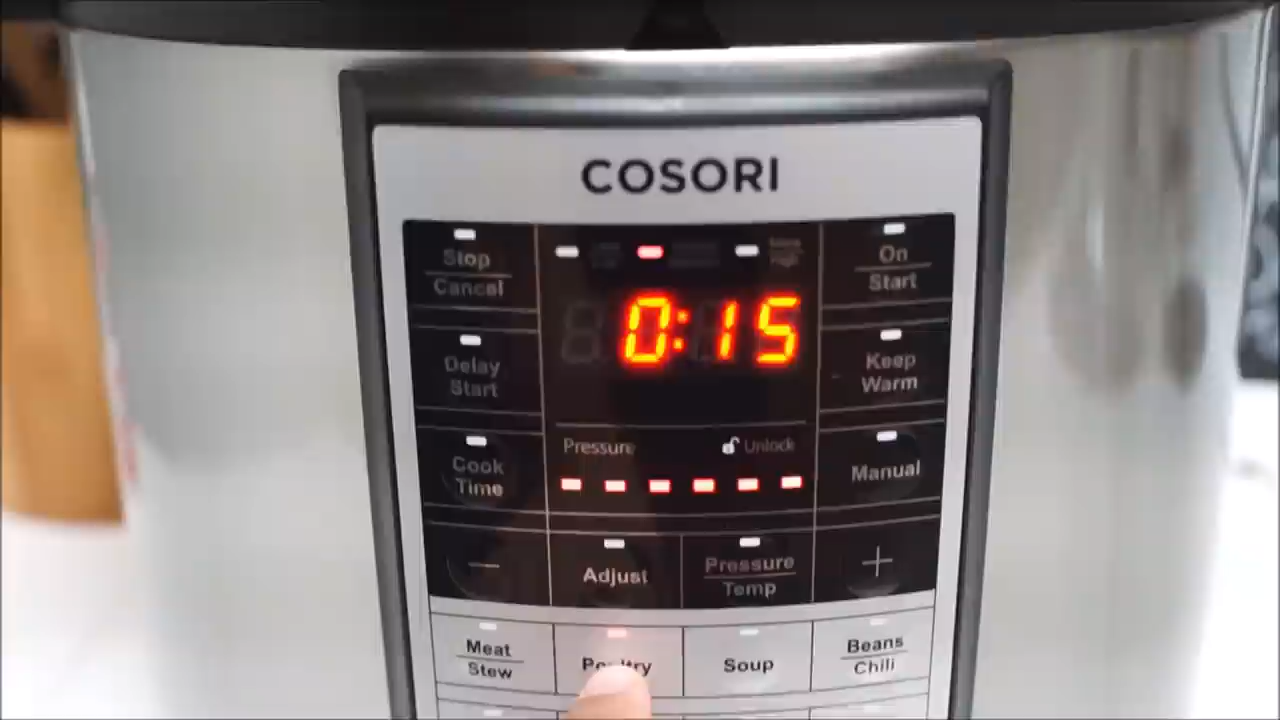 COSORI
Stop
Cancel
On
Start
0:15
Delay
Start
Keep
Warm
Pressure
Unlock
Cook
Time
Manual
−
Adjust
Pressure
Temp
+
Meat
Stew
Poultry
Soup
Beans
Chili